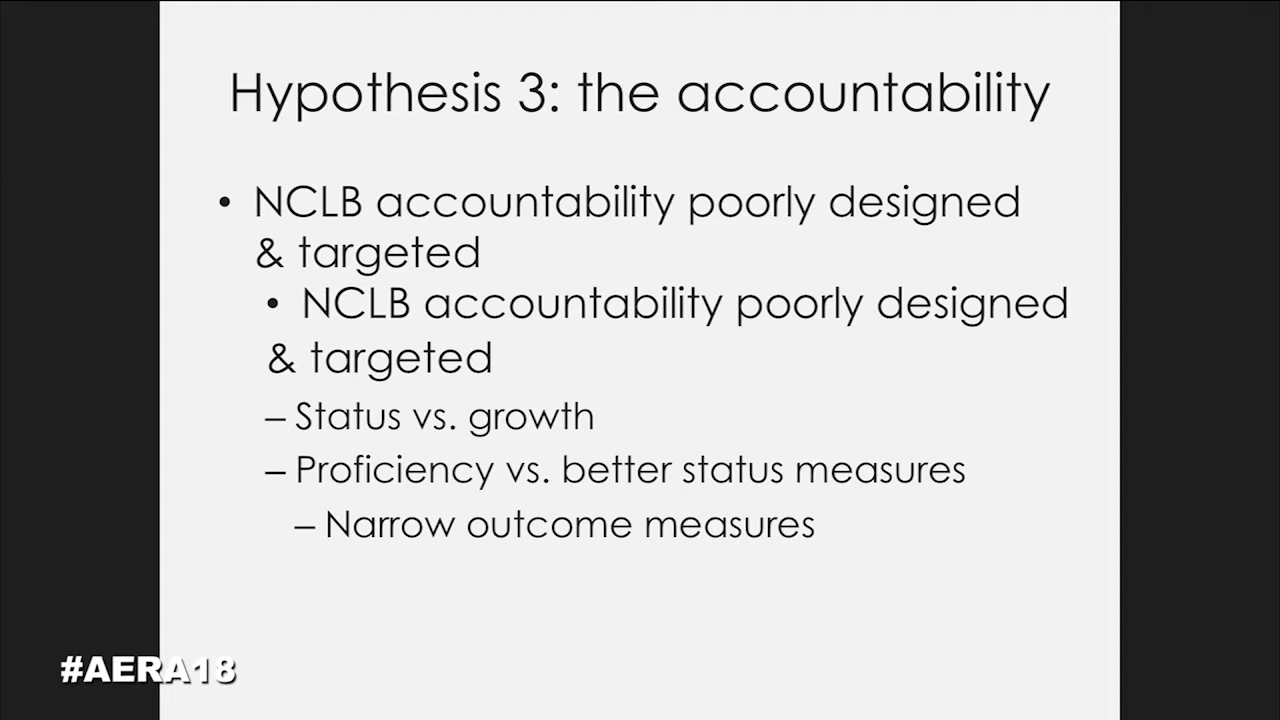 Hypothesis 3: the accountability
• NCLB accountability poorly designed
& targeted
• NCLB accountability poorly designed
& targeted
– Status vs. growth
– Proficiency vs. better status measures
– Narrow outcome measures
#AERA18